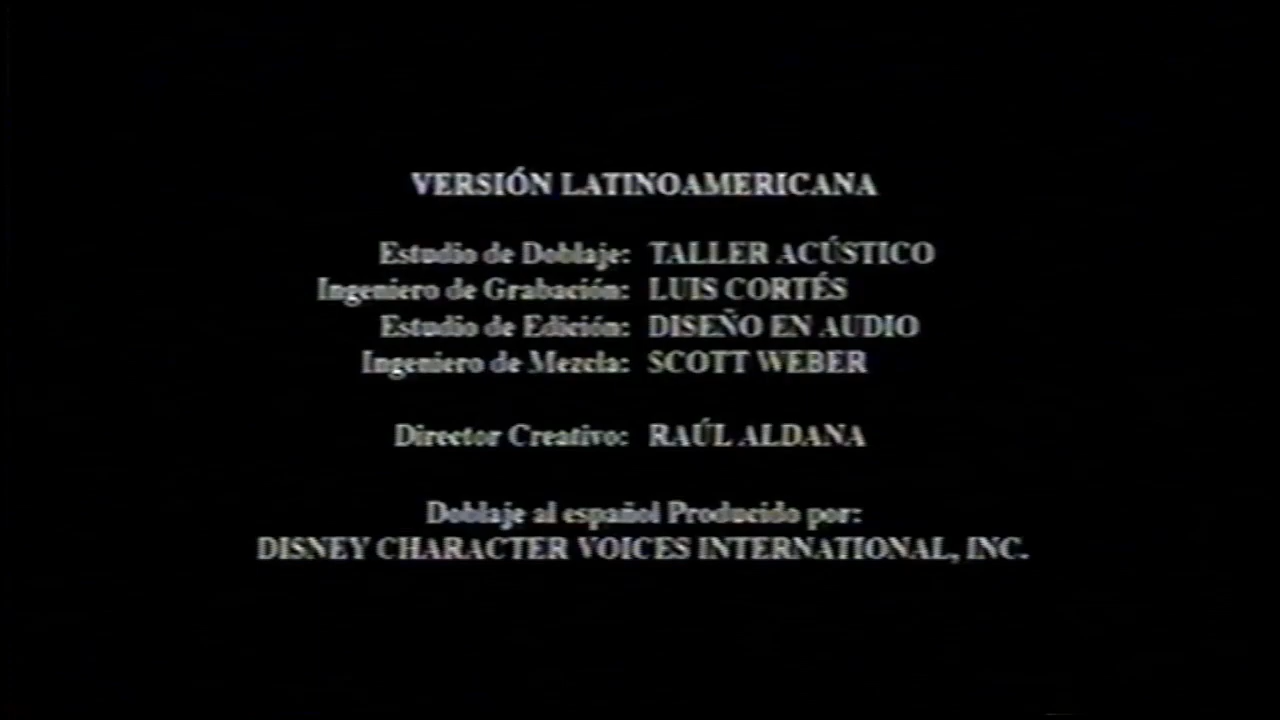 VERSIÓN LATINOAMERICANA
Estudio de Doblaje: TALLER ACÚSTICO
Ingeniero de Grabación: LUIS CORTÉS
Estudio de Edición: DISEÑO EN AUDIO
Ingeniero de Mezcla: SCOTT WEBER
Director Creativo: RAÚL ALDANA
Doblaje al español Producido por:
DISNEY CHARACTER VOICES INTERNATIONAL, INC.